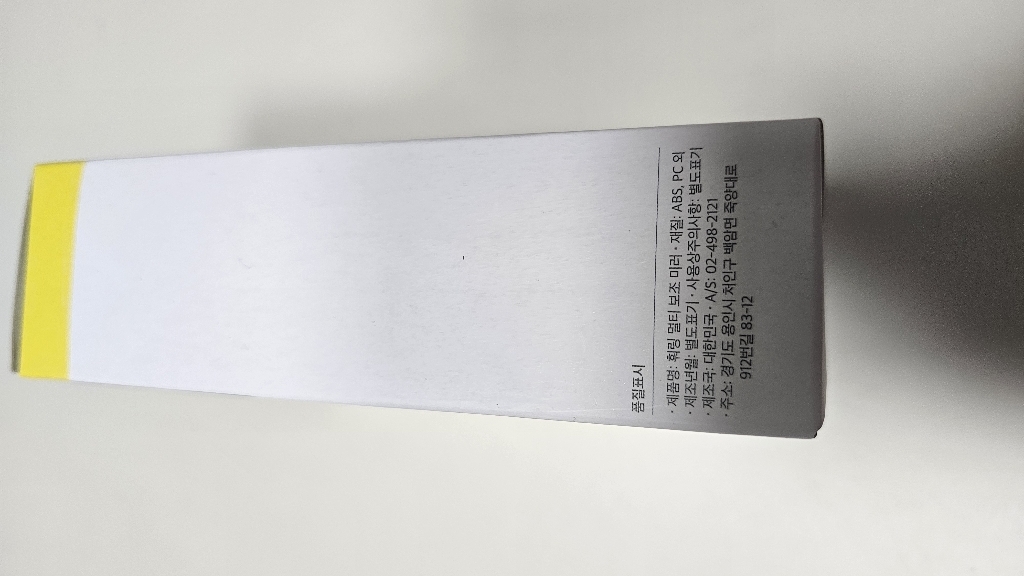 품질표시
· 제품명: 휘링 멀티 보조 미러 · 재질: ABS, PC 외
· 제조년월: 별도표기 · 사용상주의사항: 별도표기
· 제조국: 대한민국 · A/S: 02-498-2121
· 주소: 경기도 용인시 처인구 백암면 죽양대로
912번길 83-12